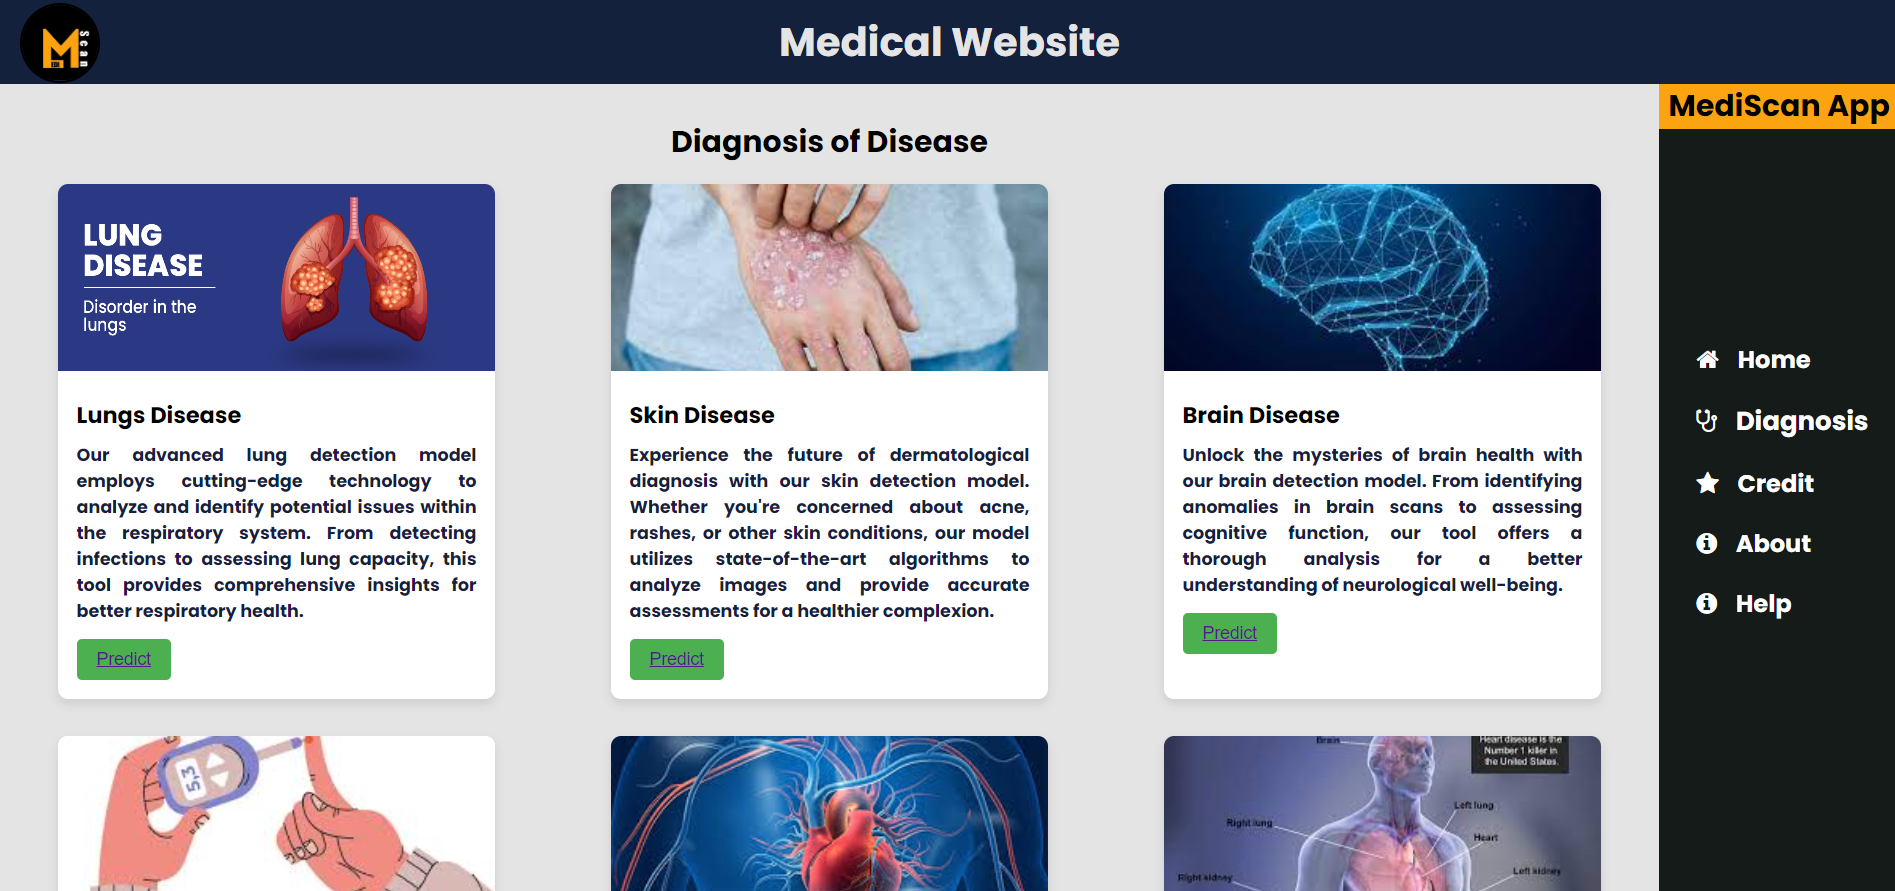 M
Scan
Medical Website
MediScan App
Diagnosis of Disease
LUNG
DISEASE
Disorder in the
lungs
Lungs Disease
Our advanced lung detection model
employs cutting-edge technology to
analyze and identify potential issues within
the respiratory system. From detecting
infections to assessing lung capacity, this
tool provides comprehensive insights for
better respiratory health.
Predict
Skin Disease
Experience the future of dermatological
diagnosis with our skin detection model.
Whether you're concerned about acne,
rashes, or other skin conditions, our model
utilizes state-of-the-art algorithms to
analyze images and provide accurate
assessments for a healthier complexion.
Predict
Brain Disease
Unlock the mysteries of brain health with
our brain detection model. From identifying
anomalies in brain scans to assessing
cognitive function, our tool offers a
thorough analysis for a better
understanding of neurological well-being.
Predict
Home
Diagnosis
Credit
About
Help
5.3
Brain
Heart disease is the
Number 1 killer in
the United States.
Left lung
Right lung
Heart
Left kidney
Right kidney